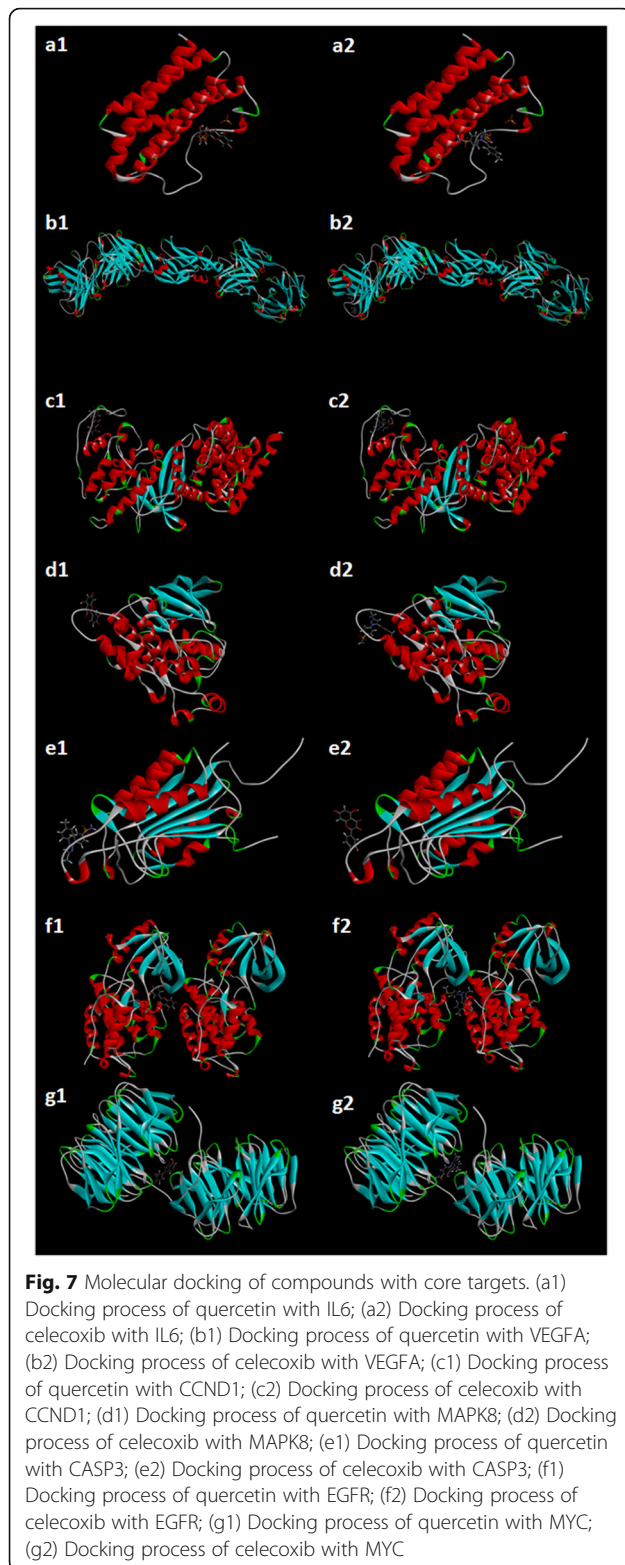 a1 a2
b1 b2
c1 c2
d1 d2
e1 e2
f1 f2
g1 g2
Fig. 7 Molecular docking of compounds with core targets. (a1)
Docking process of quercetin with IL6; (a2) Docking process of
celecoxib with IL6; (b1) Docking process of quercetin with VEGFA;
(b2) Docking process of celecoxib with VEGFA; (c1) Docking process
of quercetin with CCND1; (c2) Docking process of celecoxib with
CCND1; (d1) Docking process of quercetin with MAPK8; (d2) Docking
process of celecoxib with MAPK8; (e1) Docking process of quercetin
with CASP3; (e2) Docking process of celecoxib with CASP3; (f1)
Docking process of quercetin with EGFR; (f2) Docking process of
celecoxib with EGFR; (g1) Docking process of quercetin with MYC;
(g2) Docking process of celecoxib with MYC